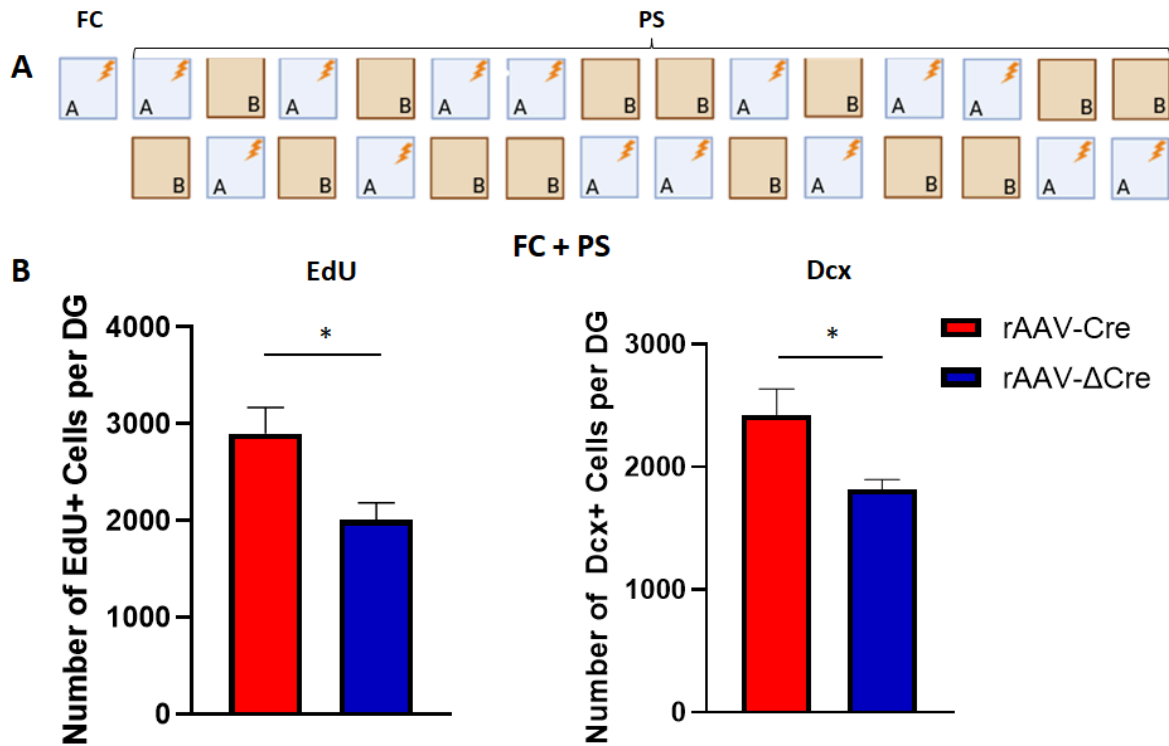 FC PS
A
A A B A B A A B B A B A A B B
B A B A B B A A B A B B A A
FC + PS
B EdU Dcx
Number of EdU+ Cells per DG
4000
3000
2000
1000
0
*
Number of Dcx+ Cells per DG
3000
2000
1000
0
*
rAAV-Cre
rAAV-ΔCre